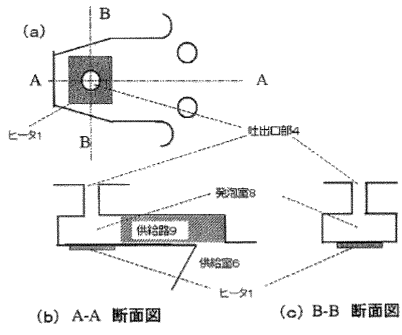 B
(a)
A
A
B
ヒータ1
吐出口部4
発泡室8
供給路9
供給室6
ヒータ1
(b) A-A 断面図
(c) B-B 断面図